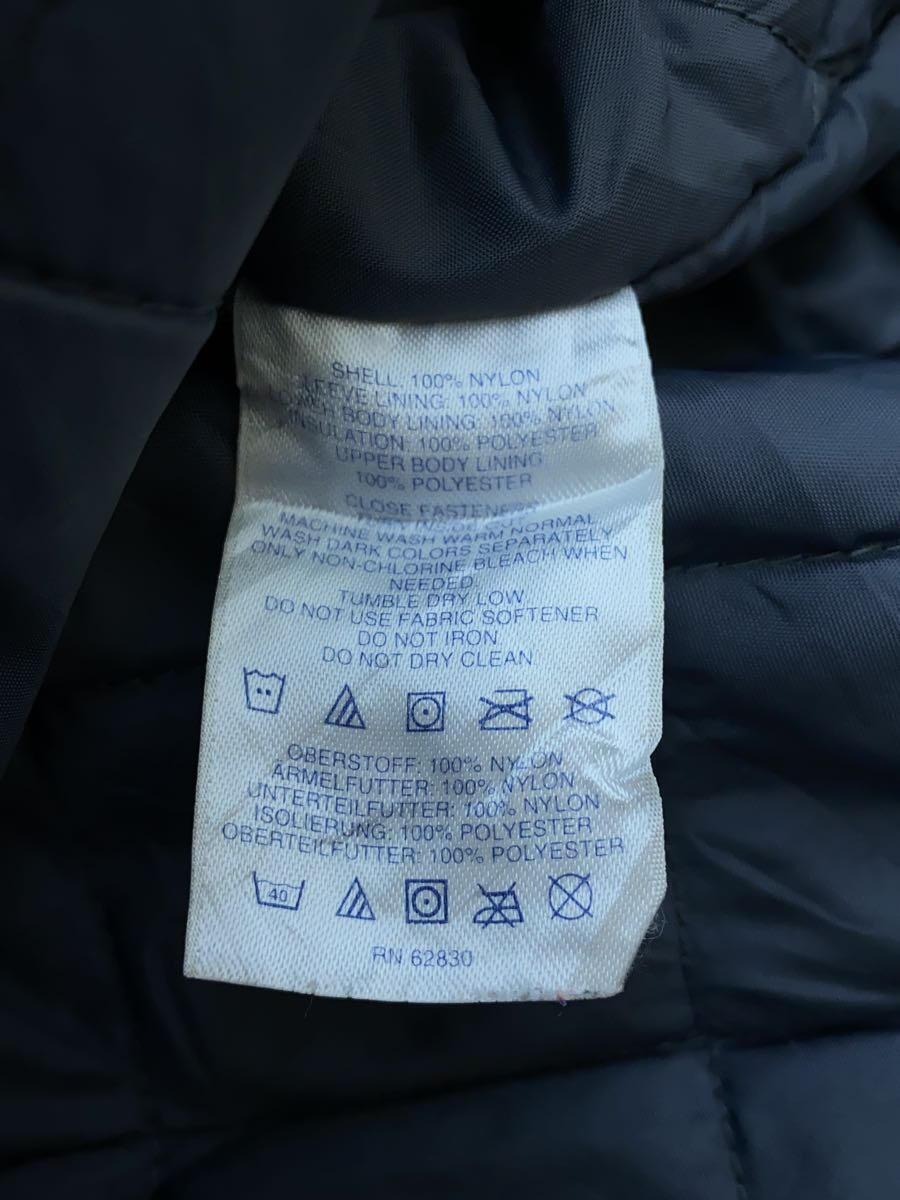 SHELL: 100% NYLON
SLEEVE LINING: 100% NYLON
LOWER BODY LINING: 100% NYLON
INSULATION: 100% POLYESTER
UPPER BODY LINING:
100% POLYESTER
CLOSE FASTENERS
MACHINE WASH WARM NORMAL
WASH DARK COLORS SEPARATELY
ONLY NON-CHLORINE BLEACH WHEN
NEEDED
TUMBLE DRY LOW
DO NOT USE FABRIC SOFTENER
DO NOT IRON
DO NOT DRY CLEAN
OBERSTOFF: 100% NYLON
ÄRMELFUTTER: 100% NYLON
UNTERTEILFUTTER: 100% NYLON
ISOLIERUNG: 100% POLYESTER
OBERTEILFUTTER: 100% POLYESTER
40
RN 62830